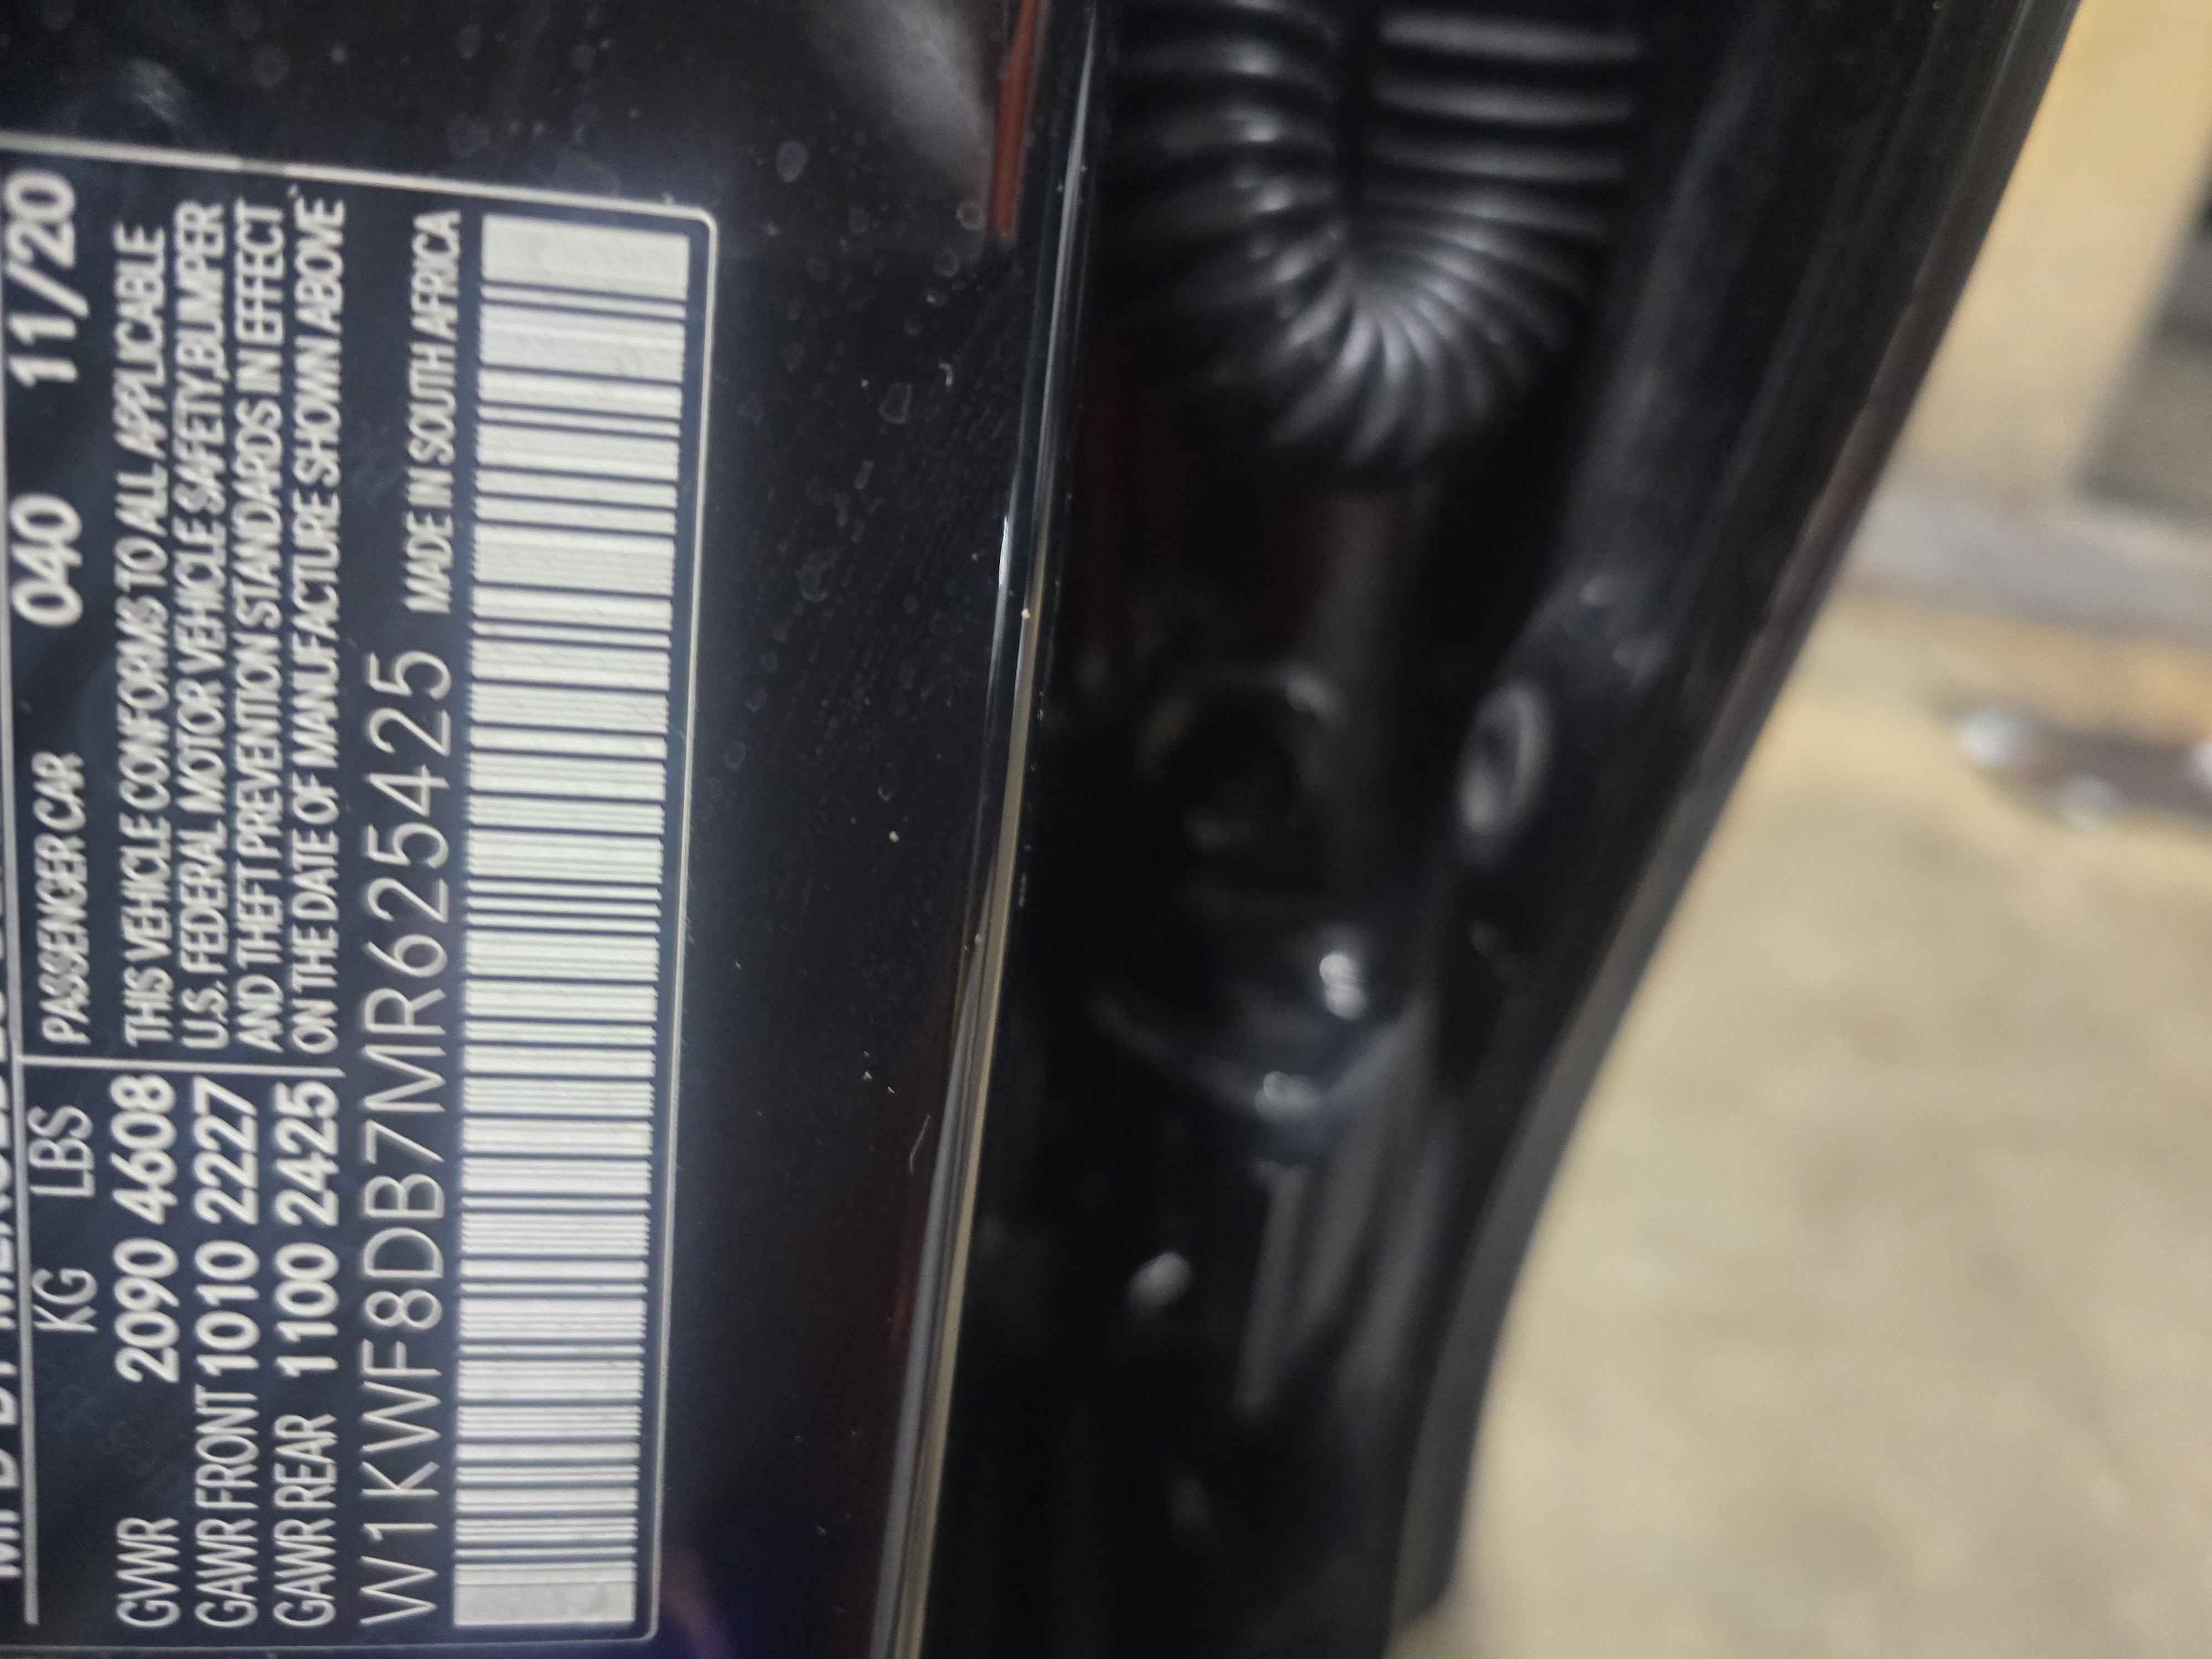 KG LBS PASSENGER CAR 040 11/20
GVWR 2090 4608 THIS VEHICLE CONFORMS TO ALL APPLICABLE
GAWR FRONT 1010 2227 U.S. FEDERAL MOTOR VEHICLE SAFETY,BUMPER
GAWR REAR 1100 2425 AND THEFT PREVENTION STANDARDS IN EFFECT
ON THE DATE OF MANUFACTURE SHOWN ABOVE
W1KWF8DB7MR625425 MADE IN SOUTH AFRICA